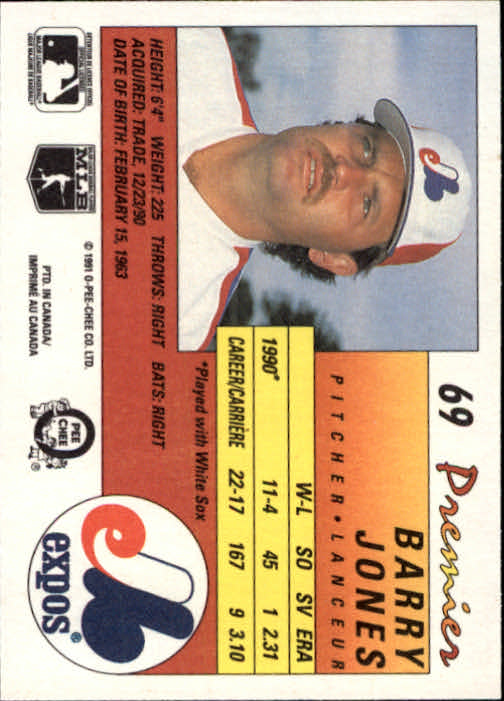 69 Premier
BARRY
JONES
PITCHER • LANCEUR
W-L SO SV ERA
1990* 11-4 45 1 2.31
CAREER/CARRIÈRE 22-17 167 9 3.10
*Played with White Sox
HEIGHT: 6'4" WEIGHT: 225 THROWS: RIGHT BATS: RIGHT
ACQUIRED: TRADE, 12/23/90
DATE OF BIRTH: FEBRUARY 15, 1963
expos
MLB
© 1991 O-PEE-CHEE CO. LTD.
PTD. IN CANADA/
IMPRIMÉ AU CANADA
PEE
CHEE